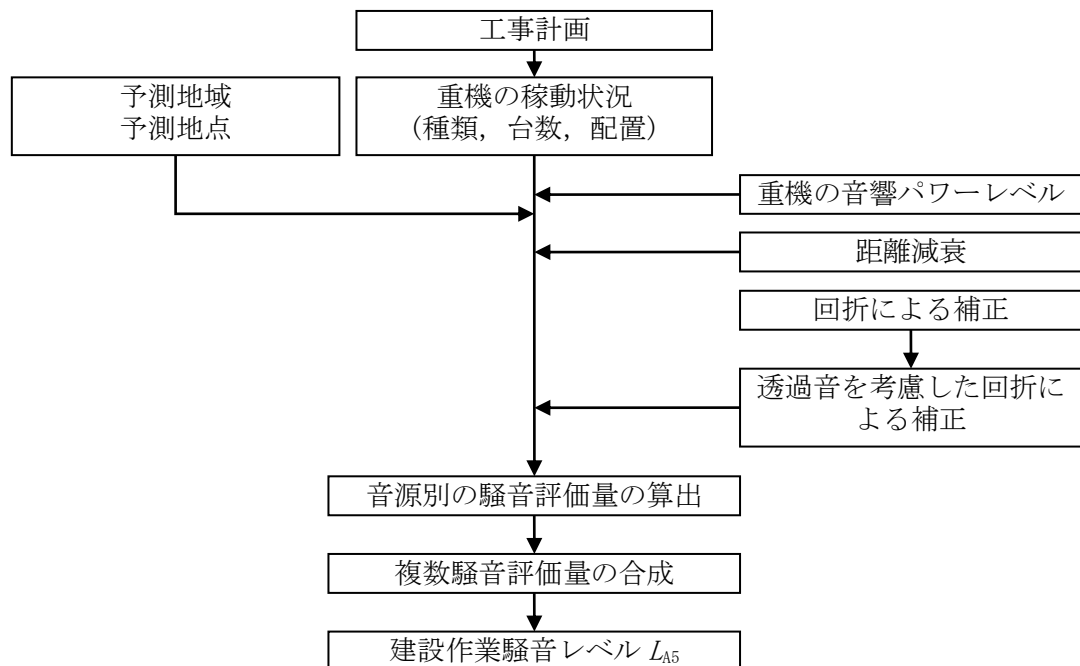 工事計画
予測地域
予測地点
重機の稼動状況
（種類，台数，配置）
重機の音響パワーレベル
距離減衰
回折による補正
透過音を考慮した回折に
よる補正
音源別の騒音評価量の算出
複数騒音評価量の合成
建設作業騒音レベル LA5